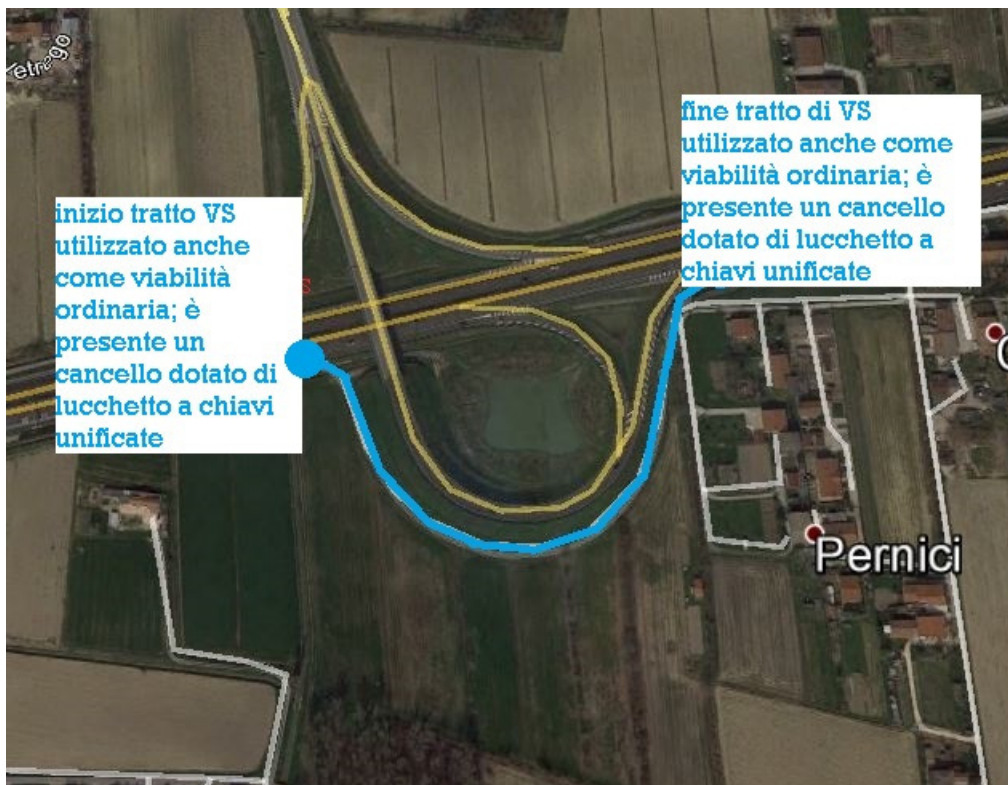 etrago
fine tratto di VS
utilizzato anche come
viabilità ordinaria; è
presente un cancello
dotato di lucchetto a
chiavi unificate
inizio tratto VS
utilizzato anche
come viabilità
ordinaria; è
presente un
cancello dotato di
lucchetto a chiavi
unificate
S
Pernici